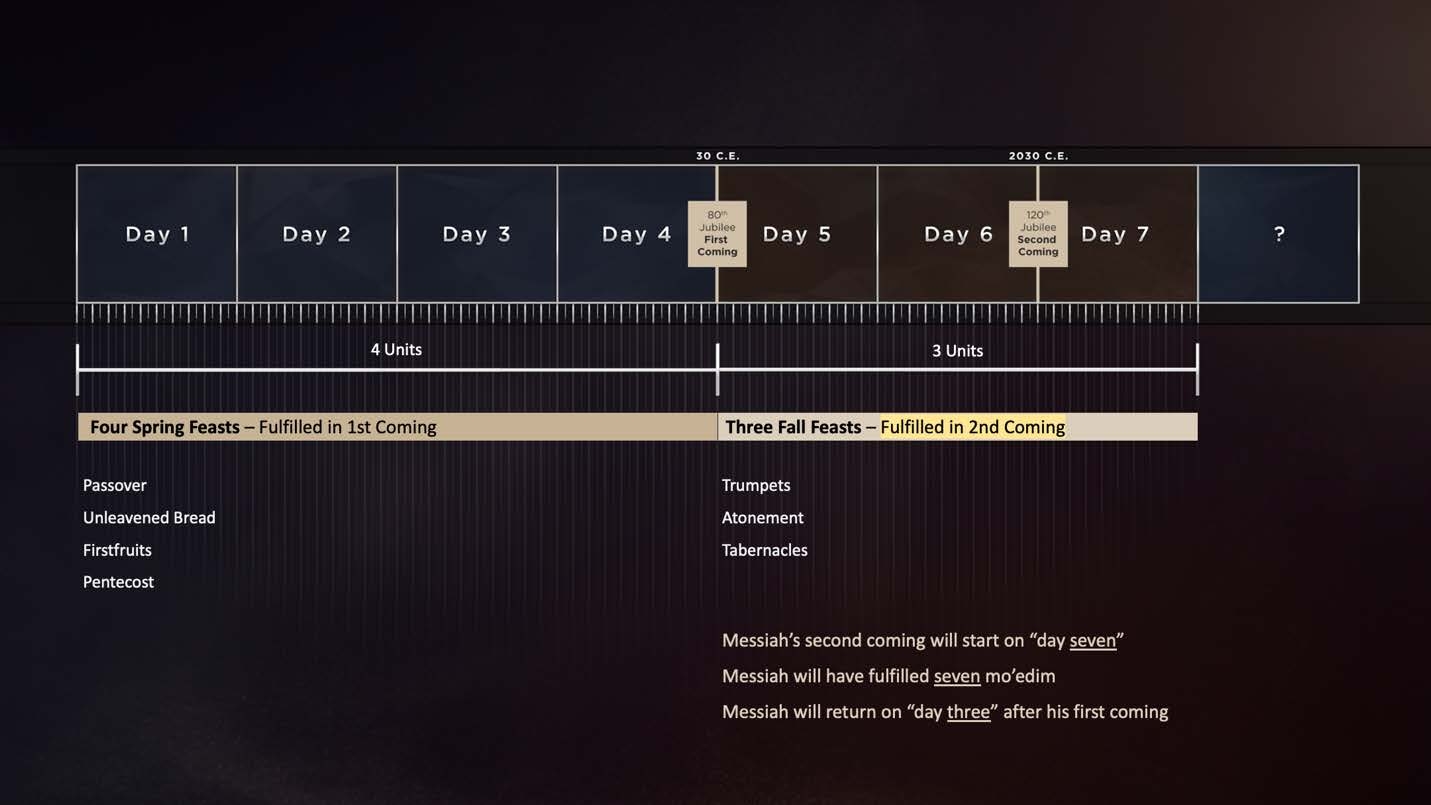 30 C.E.
2030 C.E.
Day 1
Day 2
Day 3
Day 4
80th
Jubilee
First
Coming
Day 5
Day 6
120th
Jubilee
Second
Coming
Day 7
?
4 Units
3 Units
Four Spring Feasts – Fulfilled in 1st Coming
Three Fall Feasts – Fulfilled in 2nd Coming
Passover
Unleavened Bread
Firstfruits
Pentecost
Trumpets
Atonement
Tabernacles
Messiah’s second coming will start on “day seven”
Messiah will have fulfilled seven mo’edim
Messiah will return on “day three” after his first coming